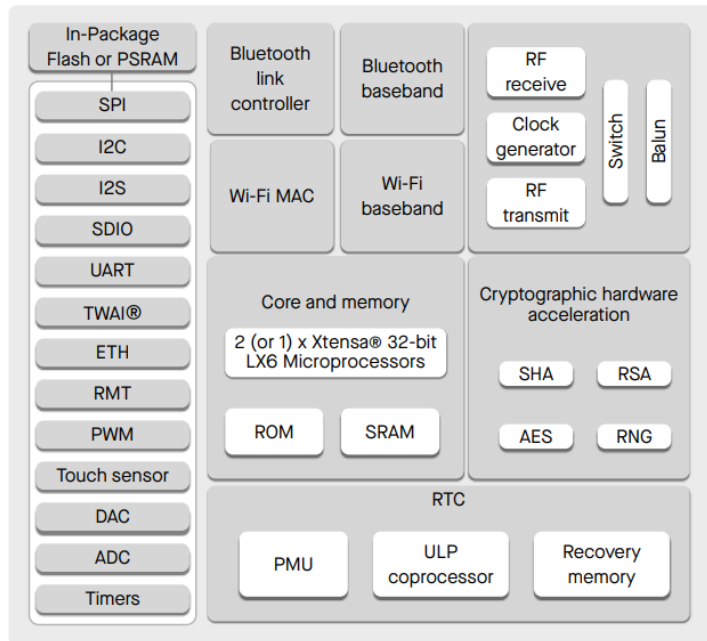 In-Package
Flash or PSRAM
SPI
I2C
I2S
SDIO
UART
TWAI®
ETH
RMT
PWM
Touch sensor
DAC
ADC
Timers
Bluetooth
link
controller
Bluetooth
baseband
Wi-Fi MAC
Wi-Fi
baseband
RF
receive
Clock
generator
RF
transmit
Switch
Balun
Core and memory
2 (or 1) x Xtensa® 32-bit
LX6 Microprocessors
ROM
SRAM
Cryptographic hardware
acceleration
SHA
RSA
AES
RNG
RTC
PMU
ULP
coprocessor
Recovery
memory